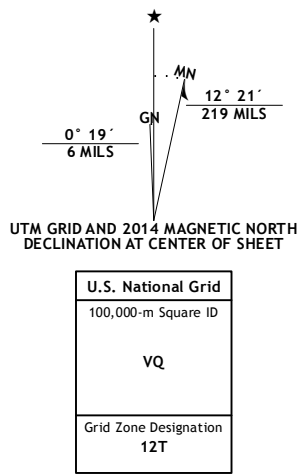 MN
GN
12° 21´
219 MILS
0° 19´
6 MILS
UTM GRID AND 2014 MAGNETIC NORTH
DECLINATION AT CENTER OF SHEET
U.S. National Grid
100,000-m Square ID
VQ
Grid Zone Designation
12T